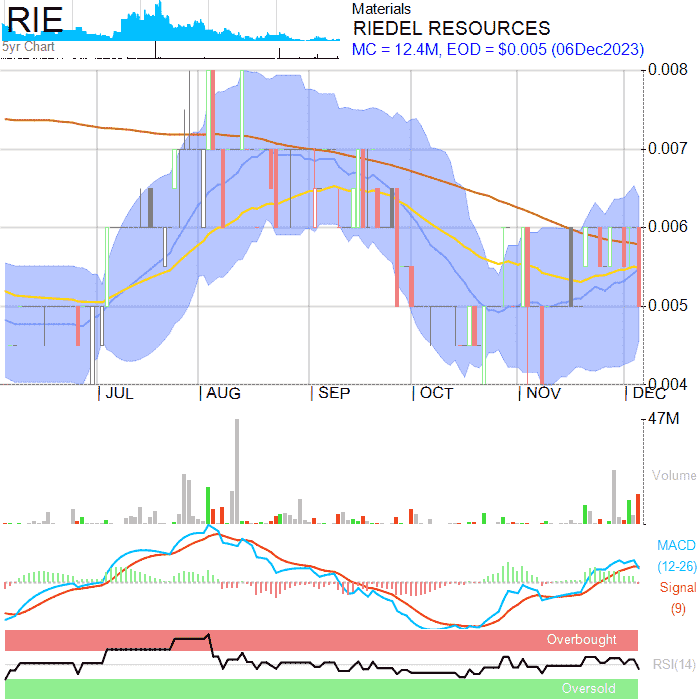 RIE
5yr Chart
Materials
RIEDEL RESOURCES
MC = 12.4M, EOD = $0.005 (06Dec2023)
0.008
0.007
0.006
0.005
0.004
JUL
AUG
SEP
OCT
NOV
DEC
47M
Volume
MACD
(12-26)
Signal
(9)
Overbought
RSI(14)
Oversold